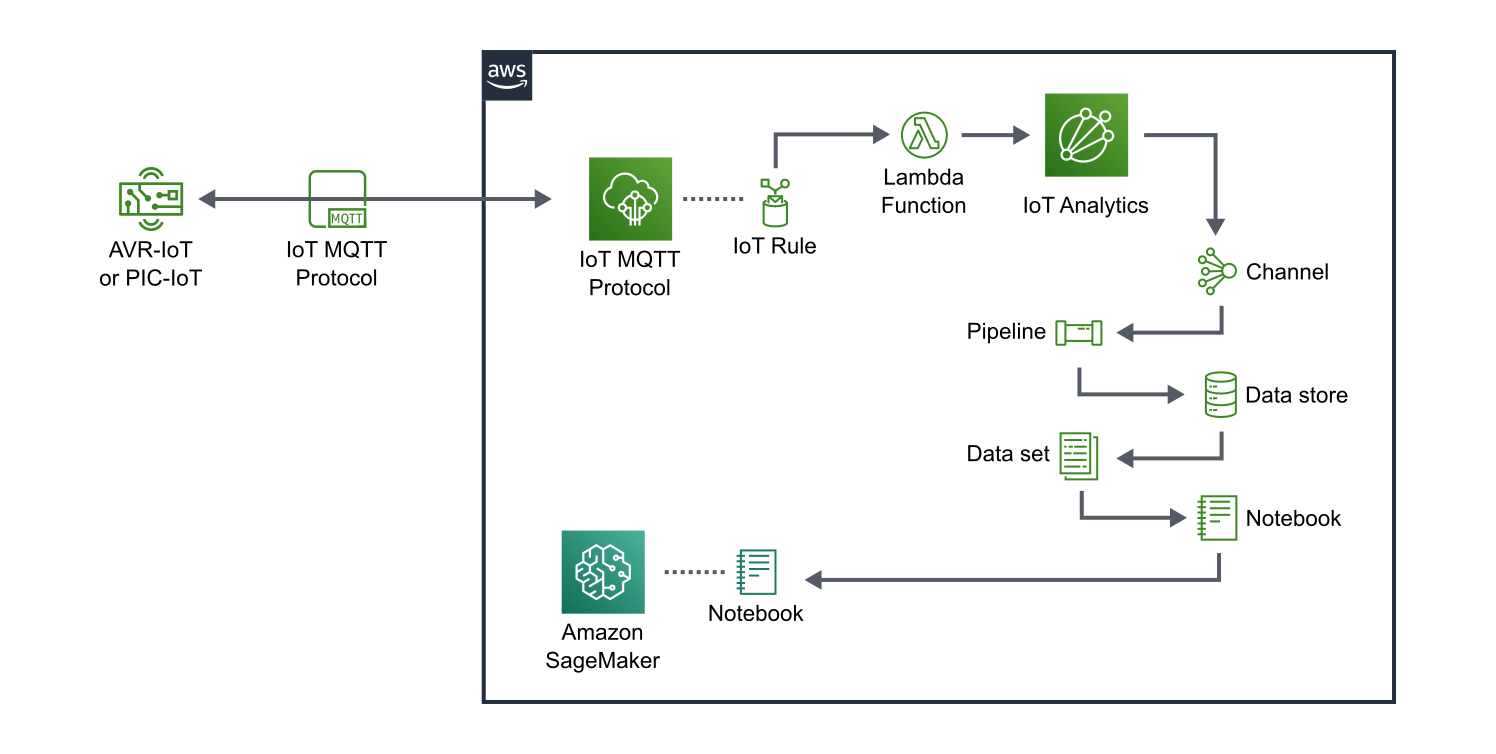 aws
AVR-IoT
or PIC-IoT
MQTT
IoT MQTT
Protocol
IoT MQTT
Protocol
IoT Rule
Lambda
Function
IoT Analytics
Channel
Pipeline
Data store
Data set
Notebook
Notebook
Amazon
SageMaker